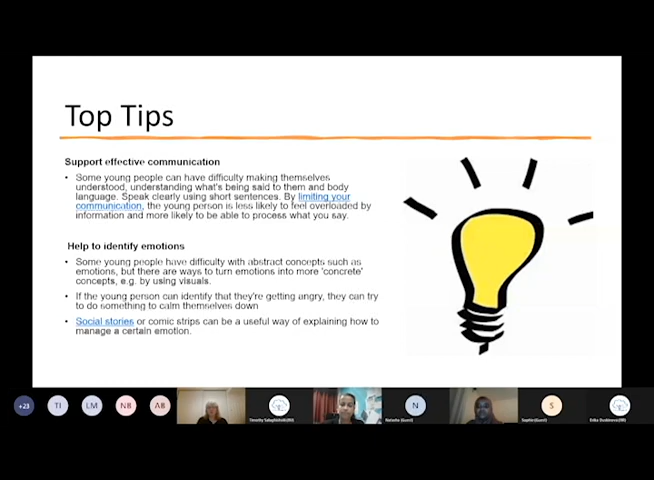 Top Tips
Support effective communication
• Some young people can have difficulty making themselves
understood, understanding what's being said to them and body
language. Speak clearly using short sentences. By limiting your
communication, the young person is less likely to feel overloaded by
information and more likely to be able to process what you say.
Help to identify emotions
• Some young people have difficulty with abstract concepts such as
emotions, but there are ways to turn emotions into more 'concrete'
concepts, e.g. by using visuals.
• If the young person can identify that they're getting angry, they can try
to do something to calm themselves down
• Social stories or comic strips can be a useful way of explaining how to
manage a certain emotion.
+23
TI
LM
NB
AB
N
S
Natasha (Guest)
Sophie (Guest)